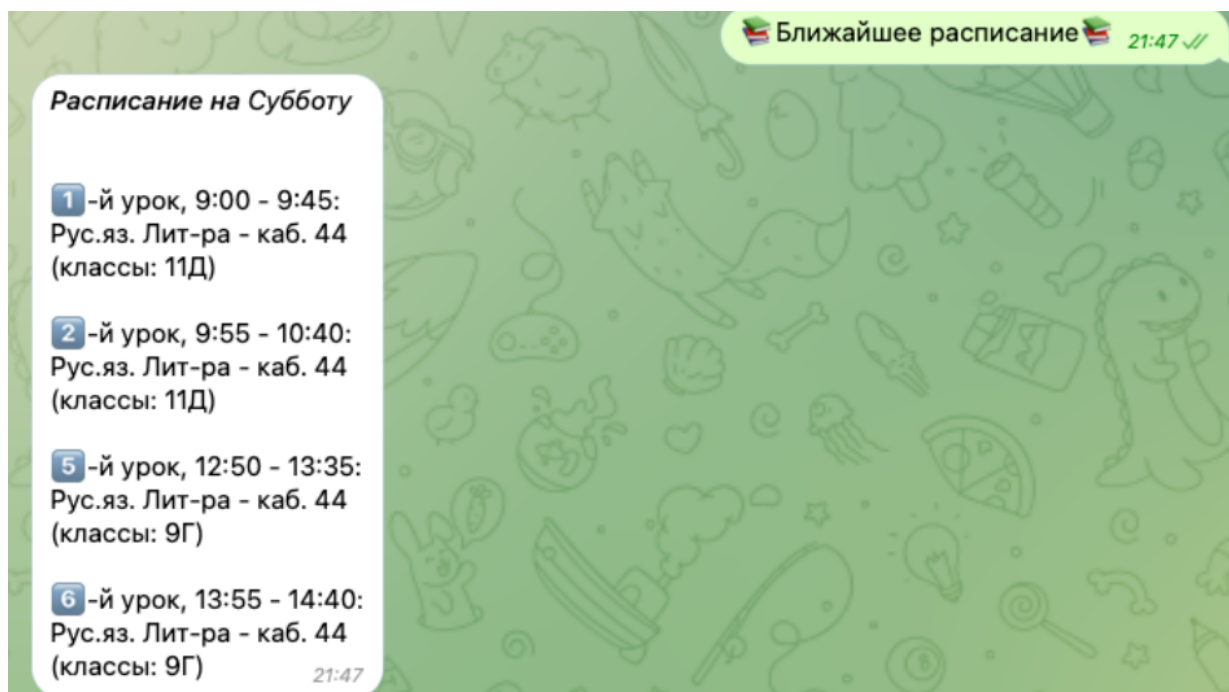 📚Ближайшее расписание📚 21:47
Расписание на Субботу
1️⃣-й урок, 9:00 - 9:45:
Рус.яз. Лит-ра - каб. 44
(классы: 11Д)
2️⃣-й урок, 9:55 - 10:40:
Рус.яз. Лит-ра - каб. 44
(классы: 11Д)
5️⃣-й урок, 12:50 - 13:35:
Рус.яз. Лит-ра - каб. 44
(классы: 9Г)
6️⃣-й урок, 13:55 - 14:40:
Рус.яз. Лит-ра - каб. 44
(классы: 9Г) 21:47